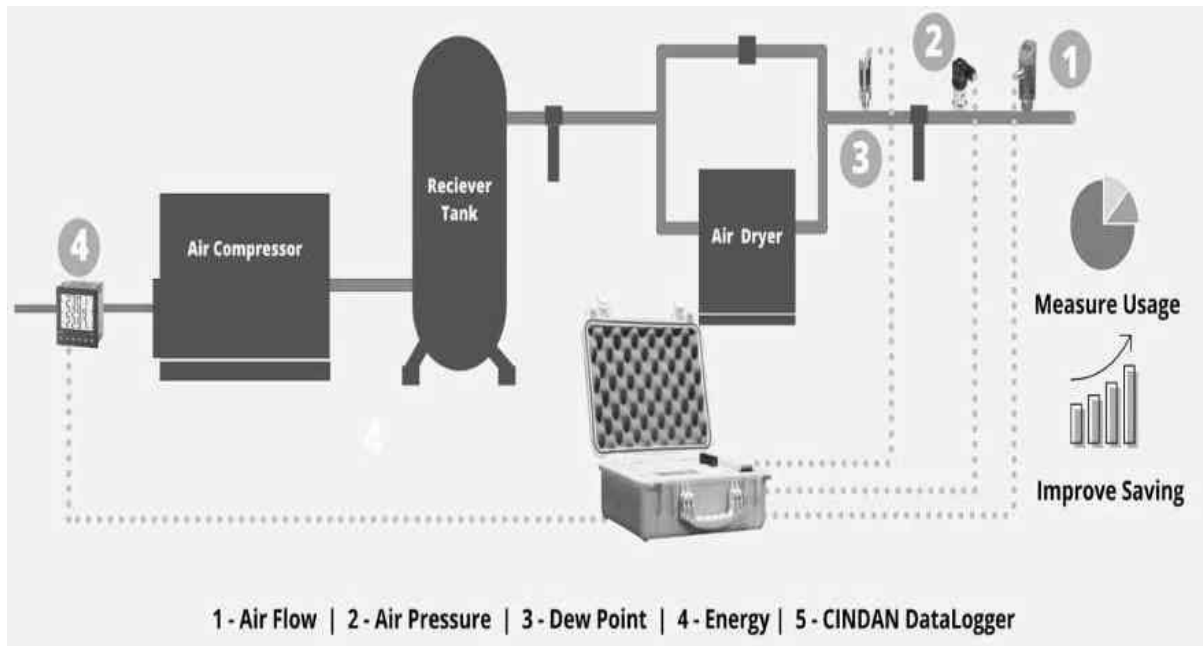 2
1
3
Reciever
Tank
Air Compressor
Air Dryer
4
Measure Usage
4
Improve Saving
1 - Air Flow | 2 - Air Pressure | 3 - Dew Point | 4 - Energy | 5 - CINDAN DataLogger